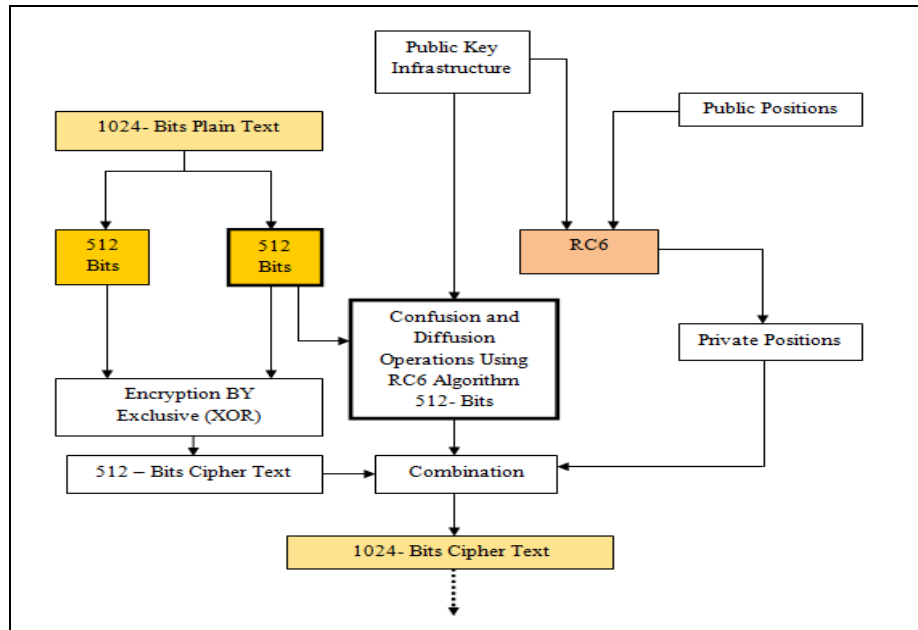 Public Key
Infrastructure
Public Positions
1024- Bits Plain Text
512
Bits
512
Bits
RC6
Confusion and
Diffusion
Operations Using
RC6 Algorithm
512- Bits
Private Positions
Encryption BY
Exclusive (XOR)
512 – Bits Cipher Text
Combination
1024- Bits Cipher Text